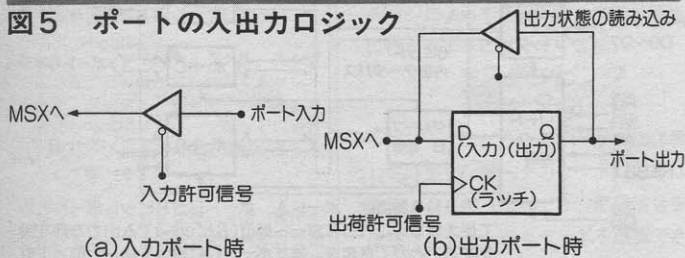 図5 ポートの入出力ロジック
出力状態の読み込み
MSXへ
ポート入力
入力許可信号
(a)入力ポート時
MSXへ
D
(入力)
Q
(出力)
CK
(ラッチ)
ポート出力
出荷許可信号
(b)出力ポート時